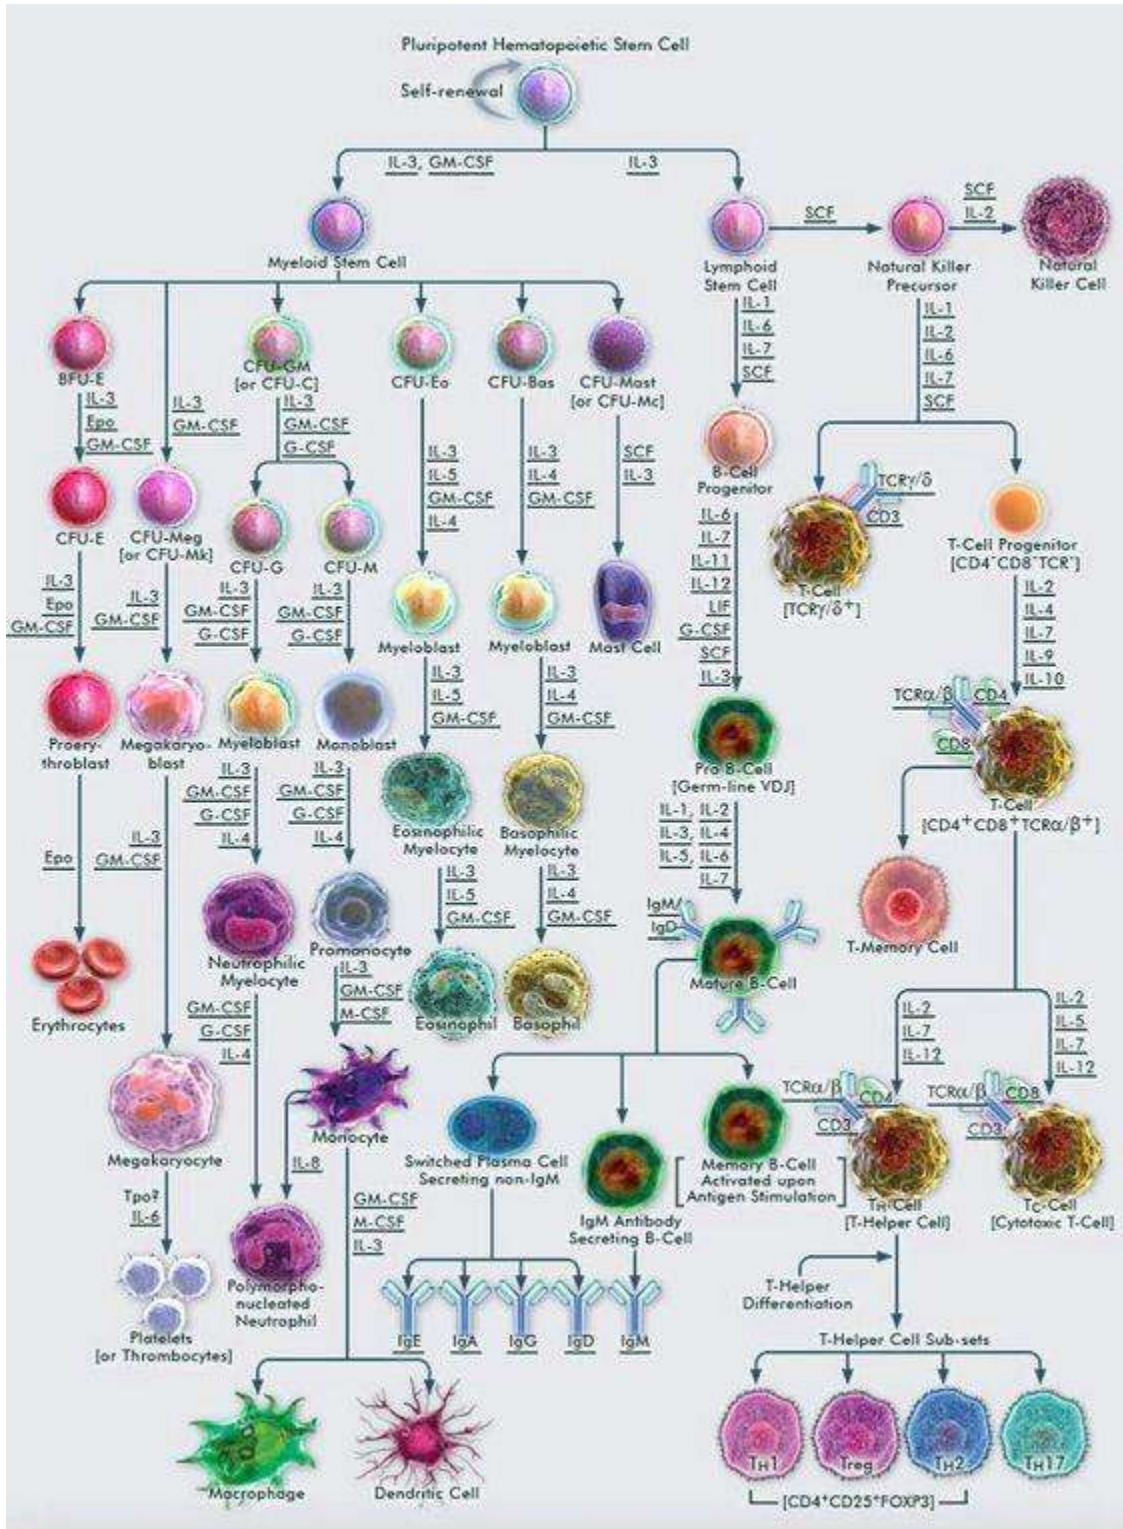 Pluripotent Hematopoietic Stem Cell
Self-renewal
IL-3, GM-CSF
IL-3
Myeloid Stem Cell
Lymphoid
Stem Cell
SCF
Natural Killer
Precursor
SCF
IL-2
Natural
Killer Cell
BFU-E
CFU-GM
[or CFU-C]
CFU-Eo
CFU-Bas
CFU-Mast
[or CFU-Mc]
IL-3
Epo
GM-CSF
IL-3
GM-CSF
IL-3
GM-CSF
G-CSF
IL-3
IL-5
GM-CSF
IL-4
IL-3
IL-4
GM-CSF
SCF
IL-3
IL-1
IL-6
IL-7
SCF
IL-1
IL-2
IL-6
IL-7
SCF
CFU-E
CFU-Meg
[or CFU-Mk]
CFU-G
CFU-M
B-Cell
Progenitor
TCRγ/δ
CD3
T-Cell
[TCRγ/δ+]
T-Cell Progenitor
[CD4-CD8-TCR-]
IL-3
Epo
GM-CSF
IL-3
GM-CSF
IL-3
GM-CSF
G-CSF
IL-3
GM-CSF
G-CSF
Myeloblast
Myeloblast
Mast Cell
IL-6
IL-7
IL-11
IL-12
LIF
G-CSF
SCF
IL-3
IL-2
IL-4
IL-7
IL-9
IL-10
Proery-
throblast
Megakaryo-
blast
Myeloblast
Monoblast
IL-3
IL-5
GM-CSF
IL-3
IL-4
GM-CSF
Pro B-Cell
[Germ-line VDJ]
TCRα/β
CD4
CD8
T-Cell
[CD4+CD8+TCRα/β+]
Epo
IL-3
GM-CSF
IL-3
GM-CSF
G-CSF
IL-4
IL-3
GM-CSF
G-CSF
IL-4
Eosinophilic
Myelocyte
Basophilic
Myelocyte
IL-3
IL-5
GM-CSF
IL-3
IL-4
GM-CSF
IL-1, IL-2
IL-3, IL-4
IL-5, IL-6
IL-7
IgM/
IgD
Mature B-Cell
T-Memory Cell
Erythrocytes
Neutrophilic
Myelocyte
Promonocyte
Eosinophil
Basophil
GM-CSF
G-CSF
IL-4
IL-3
GM-CSF
M-CSF
IL-2
IL-7
IL-12
IL-2
IL-5
IL-7
IL-12
Megakaryocyte
Monocyte
Switched Plasma Cell
Secreting non-IgM
IgM Antibody
Secreting B-Cell
Memory B-Cell
Activated upon
Antigen Stimulation
TCRα/β
CD4
CD3
TH-Cell
[T-Helper Cell]
TCRα/β
CD8
CD3
TC-Cell
[Cytotoxic T-Cell]
Tpo?
IL-6
IL-8
GM-CSF
M-CSF
IL-3
Platelets
[or Thrombocytes]
Polymorpho-
nucleated
Neutrophil
IgE
IgA
IgG
IgD
IgM
T-Helper
Differentiation
T-Helper Cell Sub-sets
TH1
Treg
TH2
TH17
[CD4+CD25+FOXP3]
Macrophage
Dendritic Cell